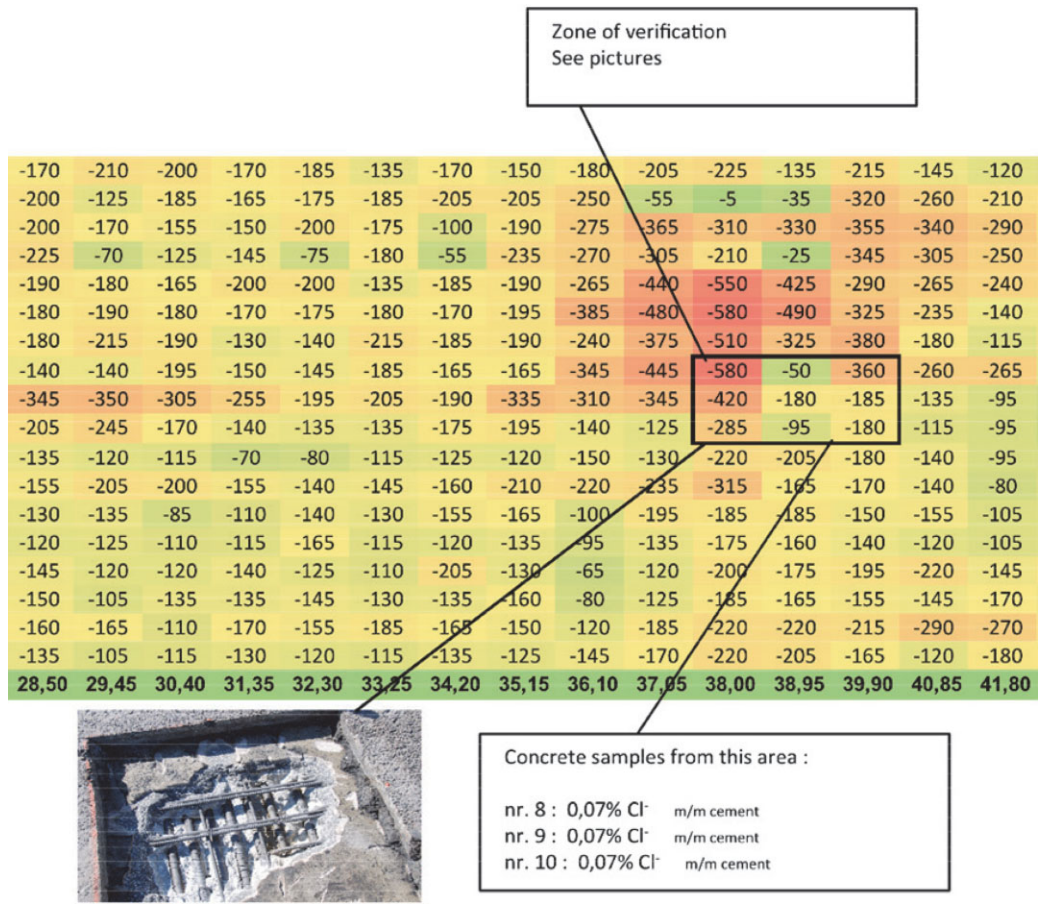 Zone of verification
See pictures
-170 -210 -200 -170 -185 -135 -170 -150 -180 -205 -225 -135 -215 -145 -120
-200 -125 -185 -165 -175 -185 -205 -205 -250 -55 -5 -35 -320 -260 -210
-200 -170 -155 -150 -200 -175 -100 -190 -275 -365 -310 -330 -355 -340 -290
-225 -70 -125 -145 -75 -180 -55 -235 -270 -305 -210 -25 -345 -305 -250
-190 -180 -165 -200 -200 -135 -185 -190 -265 -440 -550 -425 -290 -265 -240
-180 -190 -180 -170 -175 -180 -170 -195 -385 -480 -580 -490 -325 -235 -140
-180 -215 -190 -130 -140 -215 -185 -190 -240 -375 -510 -325 -380 -180 -115
-140 -140 -195 -150 -145 -185 -165 -165 -345 -445 -580 -50 -360 -260 -265
-345 -350 -305 -255 -195 -205 -190 -335 -310 -345 -420 -180 -185 -135 -95
-205 -245 -170 -140 -135 -135 -175 -195 -140 -125 -285 -95 -180 -115 -95
-135 -120 -115 -70 -80 -115 -125 -120 -150 -130 -220 -205 -180 -140 -95
-155 -205 -200 -155 -140 -145 -160 -210 -220 -235 -315 -165 -170 -140 -80
-130 -135 -85 -110 -140 -130 -155 -165 -100 -195 -185 -185 -150 -155 -105
-120 -125 -110 -115 -165 -115 -120 -135 -95 -135 -175 -160 -140 -120 -105
-145 -120 -120 -140 -125 -110 -205 -130 -65 -120 -200 -175 -195 -220 -145
-150 -105 -135 -135 -145 -130 -135 -160 -80 -125 -185 -165 -155 -145 -170
-160 -165 -110 -170 -155 -185 -165 -150 -120 -185 -220 -220 -215 -290 -270
-135 -105 -115 -130 -120 -115 -135 -125 -145 -170 -220 -205 -165 -120 -180
28,50 29,45 30,40 31,35 32,30 33,25 34,20 35,15 36,10 37,05 38,00 38,95 39,90 40,85 41,80
Concrete samples from this area :
nr. 8 : 0,07% Cl⁻ m/m cement
nr. 9 : 0,07% Cl⁻ m/m cement
nr. 10 : 0,07% Cl⁻ m/m cement